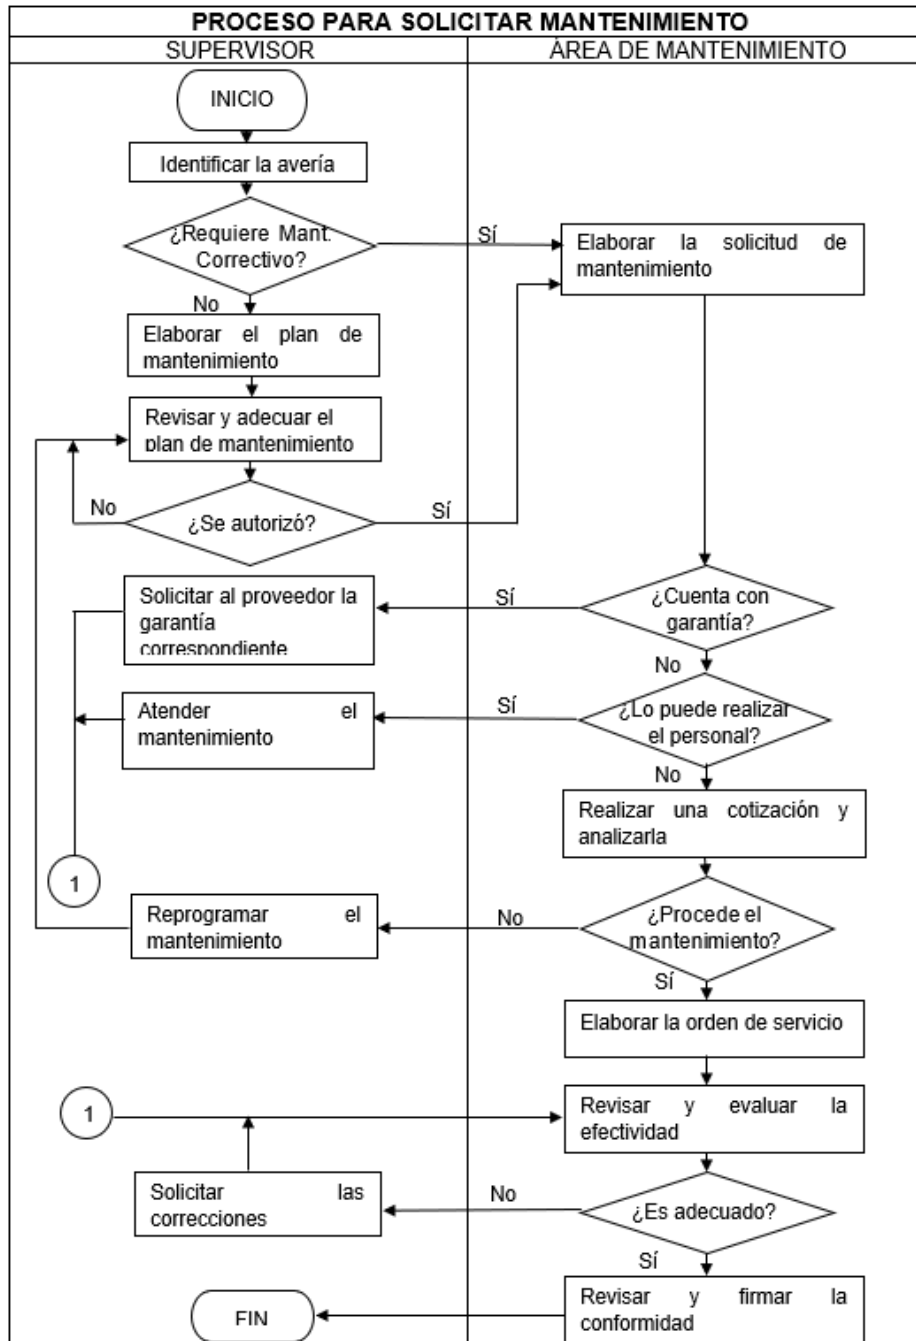 PROCESO PARA SOLICITAR MANTENIMIENTO
SUPERVISOR
ÁREA DE MANTENIMIENTO
INICIO
Identificar la avería
¿Requiere Mant.
Correctivo?
Sí
Elaborar la solicitud de
mantenimiento
No
Elaborar el plan de
mantenimiento
Revisar y adecuar el
plan de mantenimiento
No
¿Se autorizó?
Sí
Solicitar al proveedor la
garantía
correspondiente
Sí
¿Cuenta con
garantía?
No
Atender el
mantenimiento
Sí
¿Lo puede realizar
el personal?
No
Realizar una cotización y
analizarla
1
Reprogramar el
mantenimiento
No
¿Procede el
mantenimiento?
Sí
Elaborar la orden de servicio
1
Revisar y evaluar la
efectividad
Solicitar las
correcciones
No
¿Es adecuado?
Sí
FIN
Revisar y firmar la
conformidad